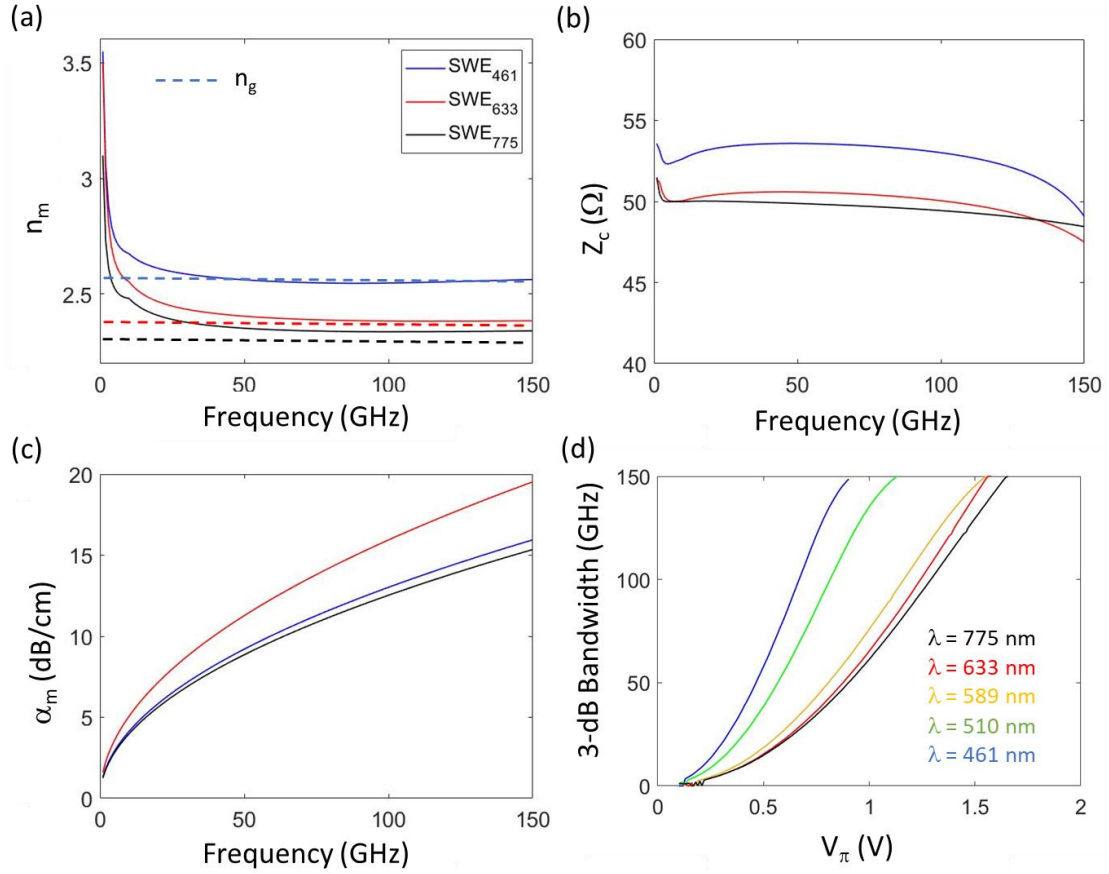 (a)
3.5
3
2.5
n_m
0
50
100
150
Frequency (GHz)
n_g
SWE_461
SWE_633
SWE_775
(b)
60
55
50
45
40
Z_c (Ω)
0
50
100
150
Frequency (GHz)
(c)
20
15
10
5
0
α_m (dB/cm)
0
50
100
150
Frequency (GHz)
(d)
150
100
50
0
3-dB Bandwidth (GHz)
λ = 775 nm
λ = 633 nm
λ = 589 nm
λ = 510 nm
λ = 461 nm
0
0.5
1
1.5
2
V_π (V)